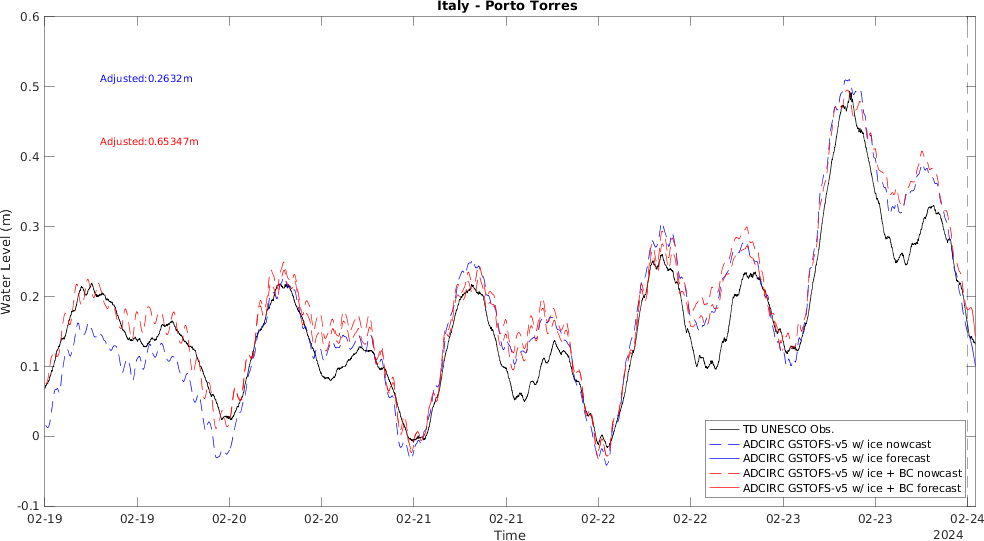 Italy - Porto Torres
0.6
0.5
0.4
0.3
0.2
0.1
0
-0.1
Water Level (m)
Adjusted:0.2632m
Adjusted:0.65347m
TD UNESCO Obs.
ADCIRC GSTOFS-v5 w/ ice nowcast
ADCIRC GSTOFS-v5 w/ ice forecast
ADCIRC GSTOFS-v5 w/ ice + BC nowcast
ADCIRC GSTOFS-v5 w/ ice + BC forecast
02-19 02-19 02-20 02-20 02-21 02-21 02-22 02-22 02-23 02-23 02-24
Time
2024